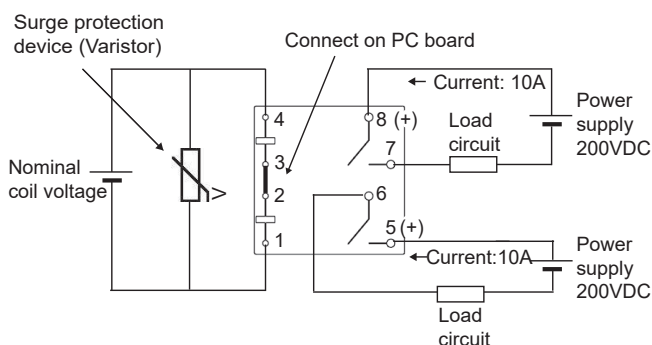 Surge protection
device (Varistor)
Connect on PC board
Current: 10A
Power
supply
200VDC
4
8 (+)
Load
circuit
3
7
Nominal
coil voltage
V
2
6
1
5 (+)
Current:10A
Power
supply
200VDC
Load
circuit